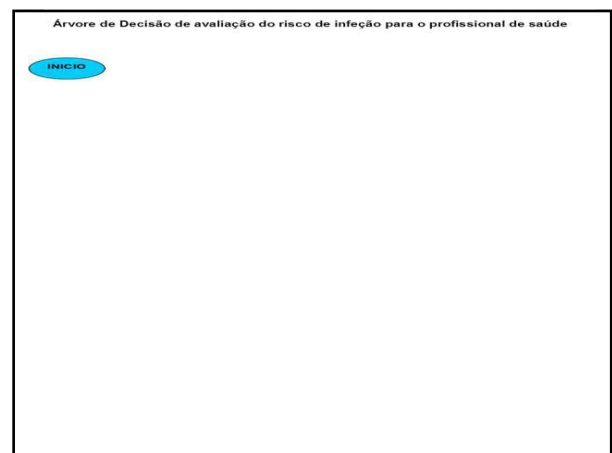 Árvore de Decisão de avaliação do risco de infeção para o profissional de saúde
INICIO